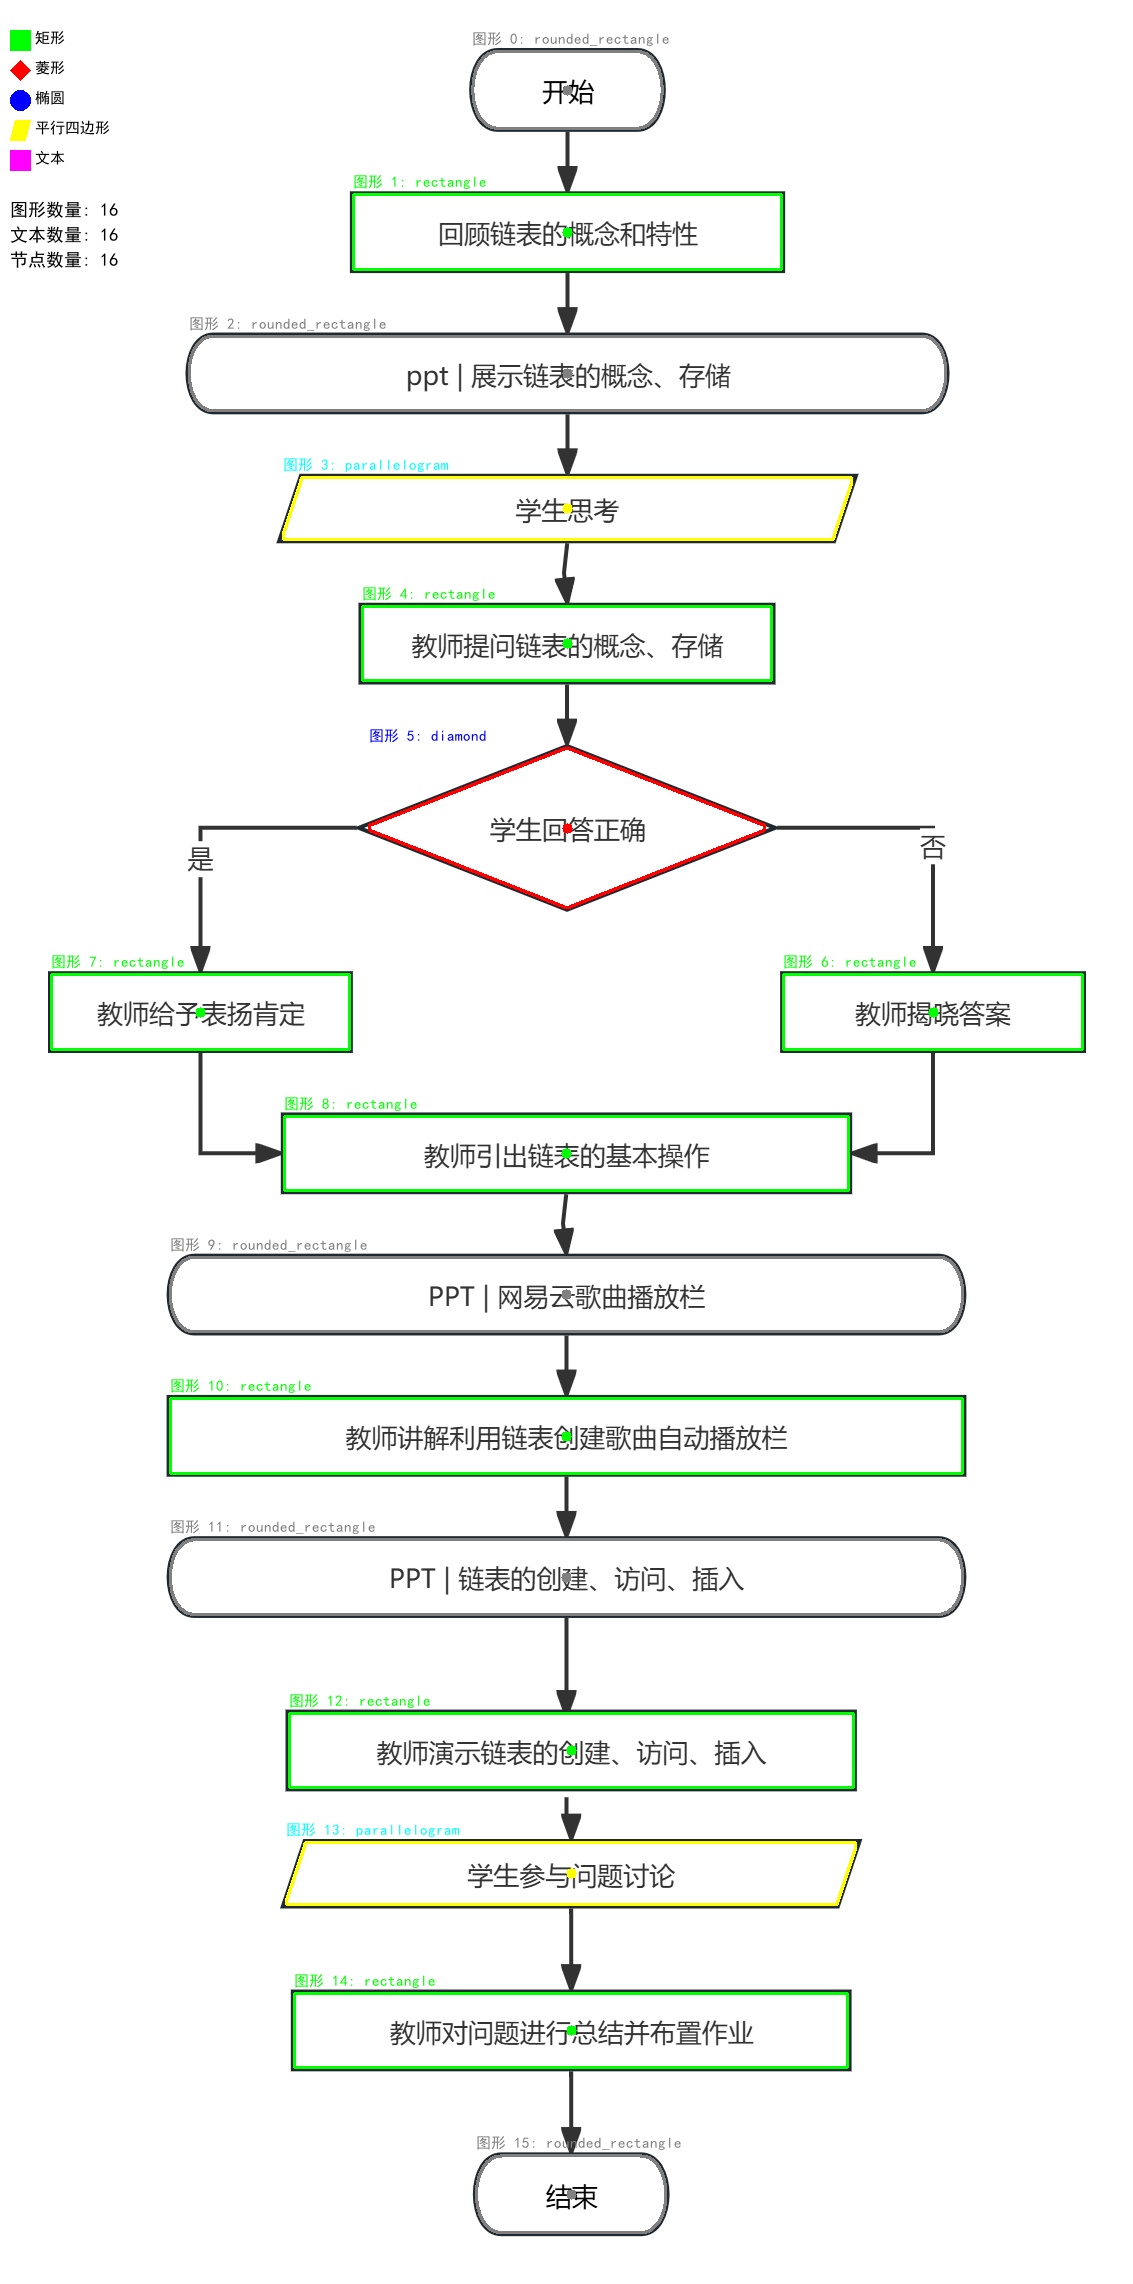 矩形
菱形
椭圆
平行四边形
文本
图形数量: 16
文本数量: 16
节点数量: 16
图形 0: rounded_rectangle
开始
图形 1: rectangle
回顾链表的概念和特性
图形 2: rounded_rectangle
ppt | 展示链表的概念、存储
图形 3: parallelogram
学生思考
图形 4: rectangle
教师提问链表的概念、存储
图形 5: diamond
学生回答正确
是
否
图形 7: rectangle
教师给予表扬肯定
图形 6: rectangle
教师揭晓答案
图形 8: rectangle
教师引出链表的基本操作
图形 9: rounded_rectangle
PPT | 网易云歌曲播放栏
图形 10: rectangle
教师讲解利用链表创建歌曲自动播放栏
图形 11: rounded_rectangle
PPT | 链表的创建、访问、插入
图形 12: rectangle
教师演示链表的创建、访问、插入
图形 13: parallelogram
学生参与问题讨论
图形 14: rectangle
教师对问题进行总结并布置作业
图形 15: rounded_rectangle
结束